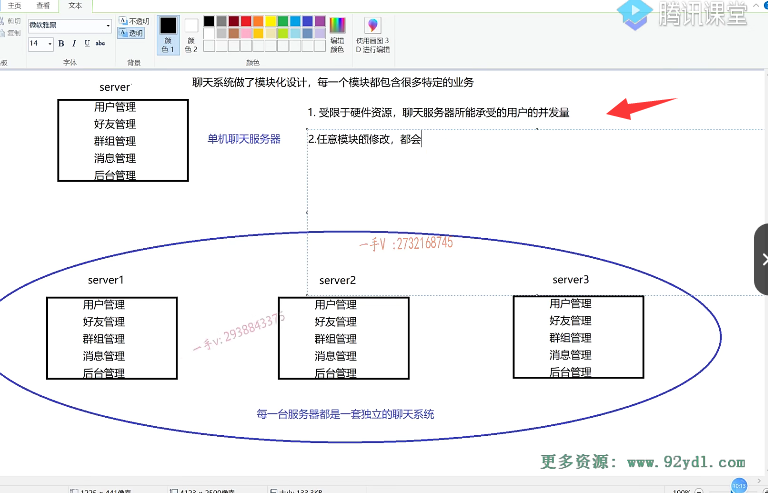 主页 查看 文本
腾讯课堂
剪切
复制
微软雅黑
14
B I U abc
不透明
透明
颜色 1
颜色 2
编辑颜色
使用画图 3D 进行编辑
字体
背景
颜色
聊天系统做了模块化设计，每一个模块都包含很多特定的业务
server
用户管理
好友管理
群组管理
消息管理
后台管理
单机聊天服务器
1. 受限于硬件资源，聊天服务器所能承受的用户的并发量
2.任意模块的修改，都会
一手V :2732168745
server1
用户管理
好友管理
群组管理
消息管理
后台管理
server2
用户管理
好友管理
群组管理
消息管理
后台管理
server3
用户管理
好友管理
群组管理
消息管理
后台管理
一手v: 2938843375
每一台服务器都是一套独立的聊天系统
更多资源: www.92ydl.com
100%